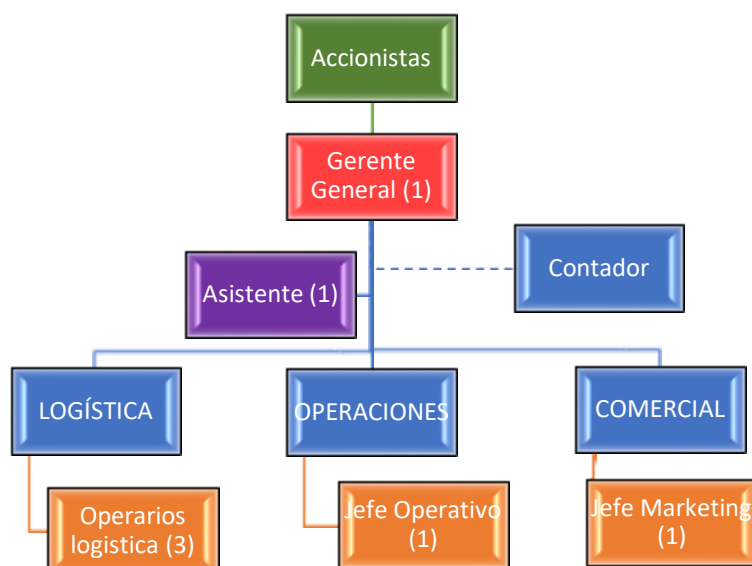 Accionistas
Gerente
General (1)
Contador
Asistente (1)
LOGÍSTICA
OPERACIONES
COMERCIAL
Operarios
logistica (3)
Jefe Operativo
(1)
Jefe Marketing
(1)